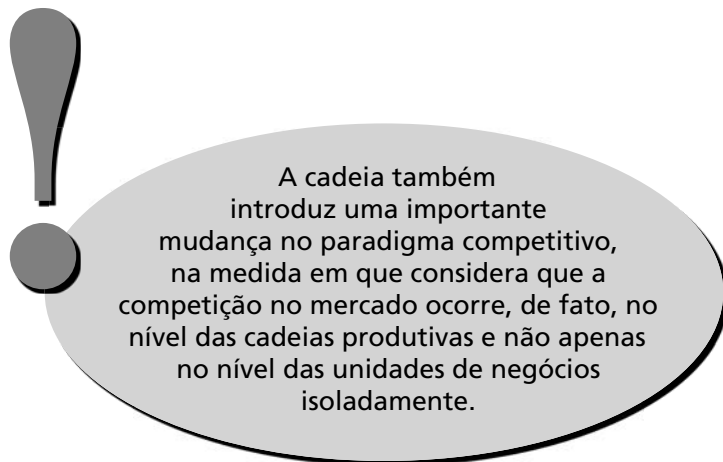 A cadeia também
introduz uma importante
mudança no paradigma competitivo,
na medida em que considera que a
competição no mercado ocorre, de fato, no
nível das cadeias produtivas e não apenas
no nível das unidades de negócios
isoladamente.